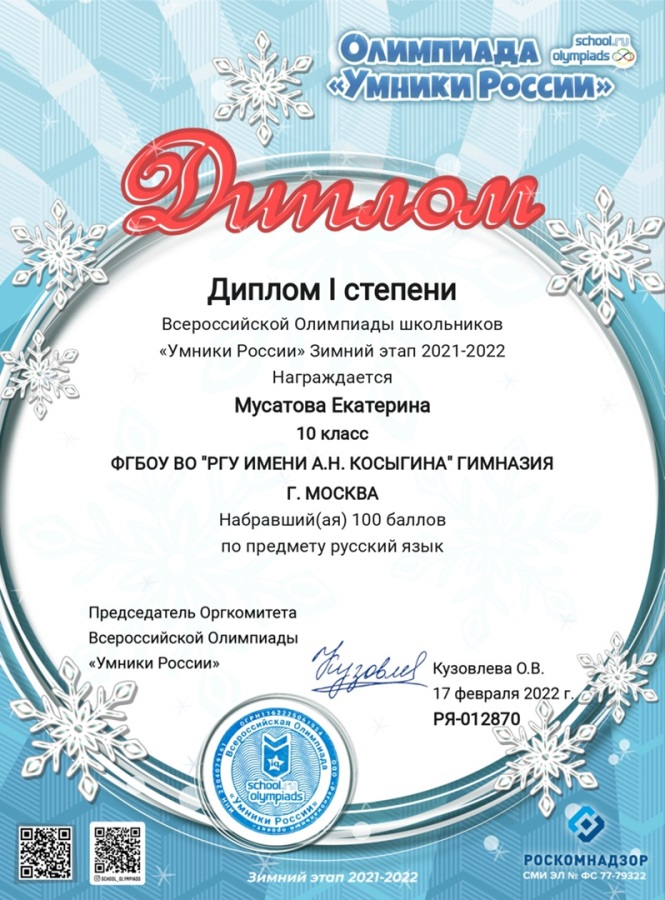 Олимпиада
«Умники России»
school.ru
olympiads
Диплом
Диплом I степени
Всероссийской Олимпиады школьников
«Умники России» Зимний этап 2021-2022
Награждается
Мусатова Екатерина
10 класс
ФГБОУ ВО "РГУ ИМЕНИ А.Н. КОСЫГИНА" ГИМНАЗИЯ
Г. МОСКВА
Набравший(ая) 100 баллов
по предмету русский язык
Председатель Оргкомитета
Всероссийской Олимпиады
«Умники России»
Кузовлев
Кузовлева О.В.
17 февраля 2022 г.
РЯ-012870
Всероссийская Олимпиада
school.ru
olympiads
«Умники России»
@SCHOOL_OLYMPIADS
РОСКОМНАДЗОР
СМИ ЭЛ № ФС 77-79322
Зимний этап 2021-2022